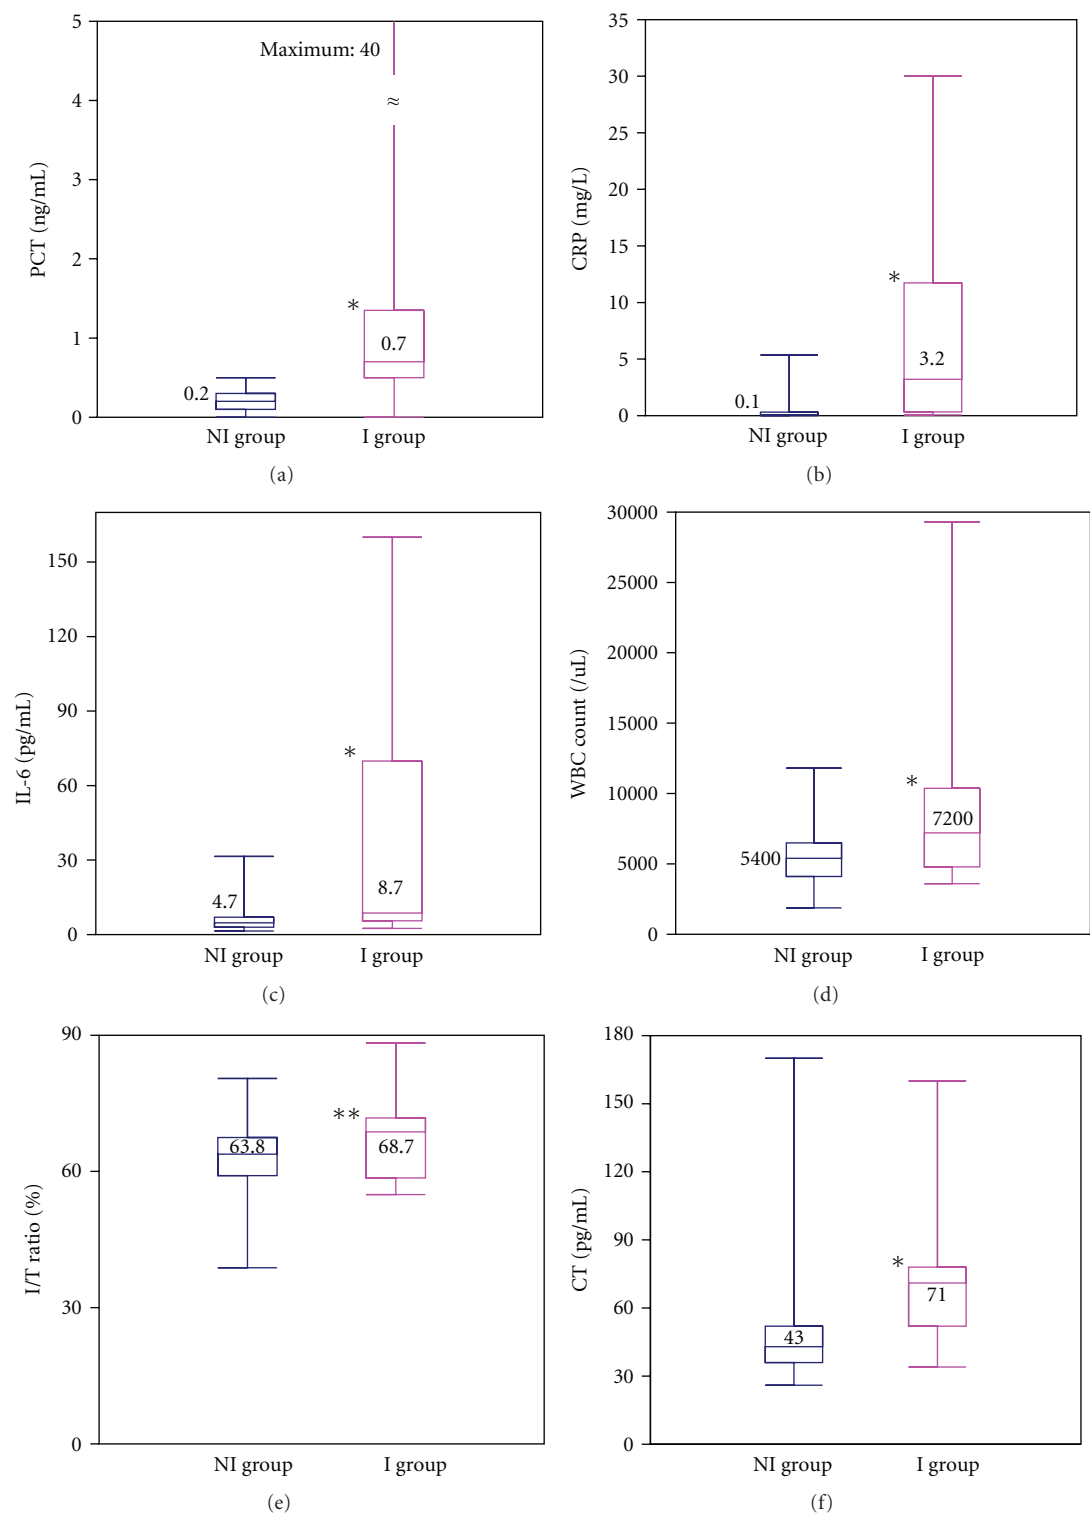 PCT (ng/mL)
5
4
3
2
1
0
Maximum: 40
≈
*
0.7
0.2
NI group
I group
(a)
CRP (mg/L)
35
30
25
20
15
10
5
0
*
3.2
0.1
NI group
I group
(b)
IL-6 (pg/mL)
150
120
90
60
30
0
*
8.7
4.7
NI group
I group
(c)
WBC count (/uL)
30000
25000
20000
15000
10000
5000
0
*
7200
5400
NI group
I group
(d)
I/T ratio (%)
90
60
30
0
**
63.8
68.7
NI group
I group
(e)
CT (pg/mL)
180
150
120
90
60
30
0
*
71
43
NI group
I group
(f)